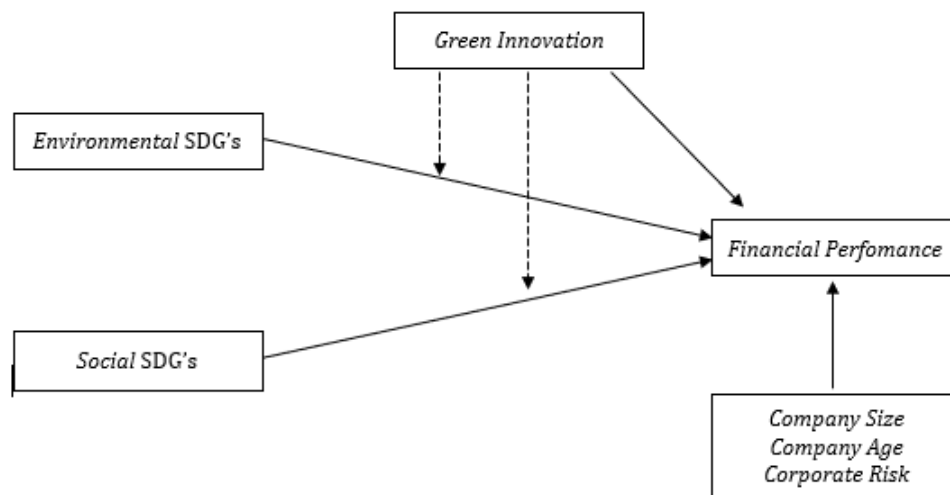 Green Innovation
Environmental SDG's
Financial Perfomance
Social SDG's
Company Size
Company Age
Corporate Risk